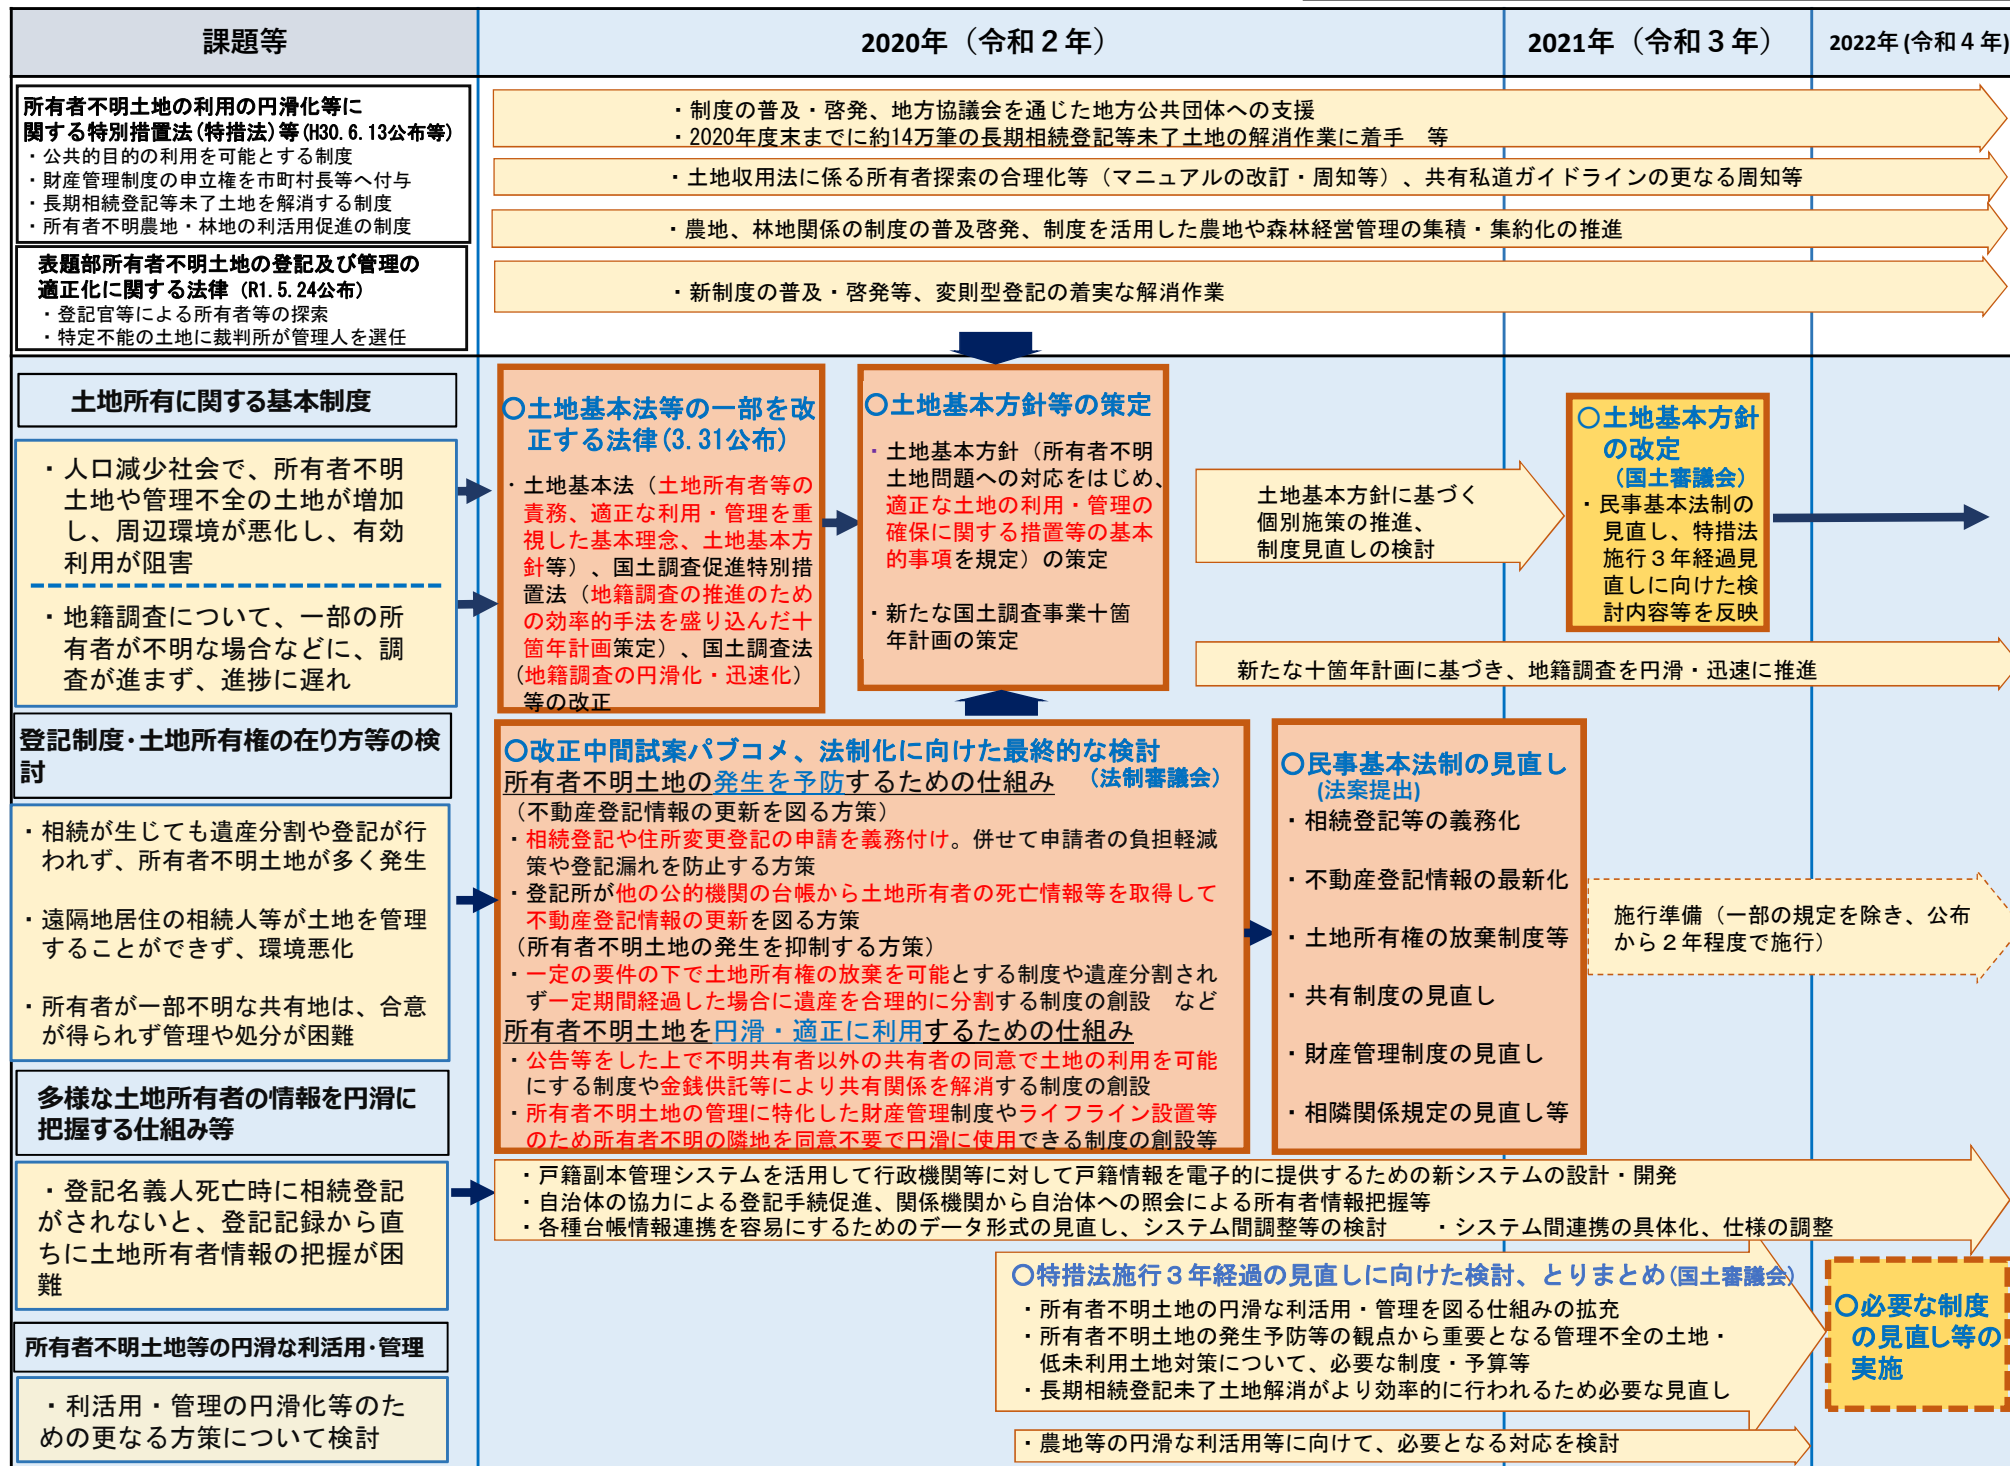 課題等
2020年（令和２年）
2021年（令和３年）
2022年(令和４年)
所有者不明土地の利用の円滑化等に
関する特別措置法(特措法)等(H30.6.13公布等)
・公共的目的の利用を可能とする制度
・財産管理制度の申立権を市町村長等へ付与
・長期相続登記等未了土地を解消する制度
・所有者不明農地・林地の利活用促進の制度
・制度の普及・啓発、地方協議会を通じた地方公共団体への支援
・2020年度末までに約14万筆の長期相続登記等未了土地の解消作業に着手　等
・土地収用法に係る所有者探索の合理化等（マニュアルの改訂・周知等）、共有私道ガイドラインの更なる周知等
・農地、林地関係の制度の普及啓発、制度を活用した農地や森林経営管理の集積・集約化の推進
表題部所有者不明土地の登記及び管理の
適正化に関する法律（R1.5.24公布）
・登記官等による所有者等の探索
・特定不能の土地に裁判所が管理人を選任
・新制度の普及・啓発等、変則型登記の着実な解消作業
土地所有に関する基本制度
・人口減少社会で、所有者不明
土地や管理不全の土地が増加
し、周辺環境が悪化し、有効
利用が阻害
・地籍調査について、一部の所
有者が不明な場合などに、調
査が進まず、進捗に遅れ
〇土地基本法等の一部を改
正する法律(3.31公布)
・土地基本法（土地所有者等の
責務、適正な利用・管理を重
視した基本理念、土地基本方
針等）、国土調査促進特別措
置法（地籍調査の推進のため
の効率的手法を盛り込んだ十
箇年計画策定）、国土調査法
(地籍調査の円滑化・迅速化）
等の改正
〇土地基本方針等の策定
・土地基本方針（所有者不明
土地問題への対応をはじめ、
適正な土地の利用・管理の
確保に関する措置等の基本
的事項を規定）の策定
・新たな国土調査事業十箇
年計画の策定
土地基本方針に基づく
個別施策の推進、
制度見直しの検討
〇土地基本方針
の改定
（国土審議会）
・民事基本法制の
見直し、特措法
施行３年経過見
直しに向けた検
討内容等を反映
新たな十箇年計画に基づき、地籍調査を円滑・迅速に推進
登記制度･土地所有権の在り方等の検
討
・相続が生じても遺産分割や登記が行
われず、所有者不明土地が多く発生
・遠隔地居住の相続人等が土地を管理
することができず、環境悪化
・所有者が一部不明な共有地は、合意
が得られず管理や処分が困難
〇改正中間試案パブコメ、法制化に向けた最終的な検討
所有者不明土地の発生を予防するための仕組み　（法制審議会）
（不動産登記情報の更新を図る方策）
・相続登記や住所変更登記の申請を義務付け。併せて申請者の負担軽減
策や登記漏れを防止する方策
・登記所が他の公的機関の台帳から土地所有者の死亡情報等を取得して
不動産登記情報の更新を図る方策
（所有者不明土地の発生を抑制する方策）
・一定の要件の下で土地所有権の放棄を可能とする制度や遺産分割され
ず一定期間経過した場合に遺産を合理的に分割する制度の創設　など
所有者不明土地を円滑・適正に利用するための仕組み
・公告等をした上で不明共有者以外の共有者の同意で土地の利用を可能
にする制度や金銭供託等により共有関係を解消する制度の創設
・所有者不明土地の管理に特化した財産管理制度やライフライン設置等
のため所有者不明の隣地を同意不要で円滑に使用できる制度の創設等
〇民事基本法制の見直し
(法案提出)
・相続登記等の義務化
・不動産登記情報の最新化
・土地所有権の放棄制度等
・共有制度の見直し
・財産管理制度の見直し
・相隣関係規定の見直し等
施行準備（一部の規定を除き、公布
から２年程度で施行）
多様な土地所有者の情報を円滑に
把握する仕組み等
・登記名義人死亡時に相続登記
がされないと、登記記録から直
ちに土地所有者情報の把握が困
難
・戸籍副本管理システムを活用して行政機関等に対して戸籍情報を電子的に提供するための新システムの設計・開発
・自治体の協力による登記手続促進、関係機関から自治体への照会による所有者情報把握等
・各種台帳情報連携を容易にするためのデータ形式の見直し、システム間調整等の検討　　・システム間連携の具体化、仕様の調整
〇特措法施行３年経過の見直しに向けた検討、とりまとめ(国土審議会)
・所有者不明土地の円滑な利活用・管理を図る仕組みの拡充
・所有者不明土地の発生予防等の観点から重要となる管理不全の土地・
低未利用土地対策について、必要な制度・予算等
・長期相続登記未了土地解消がより効率的に行われるため必要な見直し
〇必要な制度
の見直し等の
実施
所有者不明土地等の円滑な利活用･管理
・利活用・管理の円滑化等のた
めの更なる方策について検討
・農地等の円滑な利活用等に向けて、必要となる対応を検討